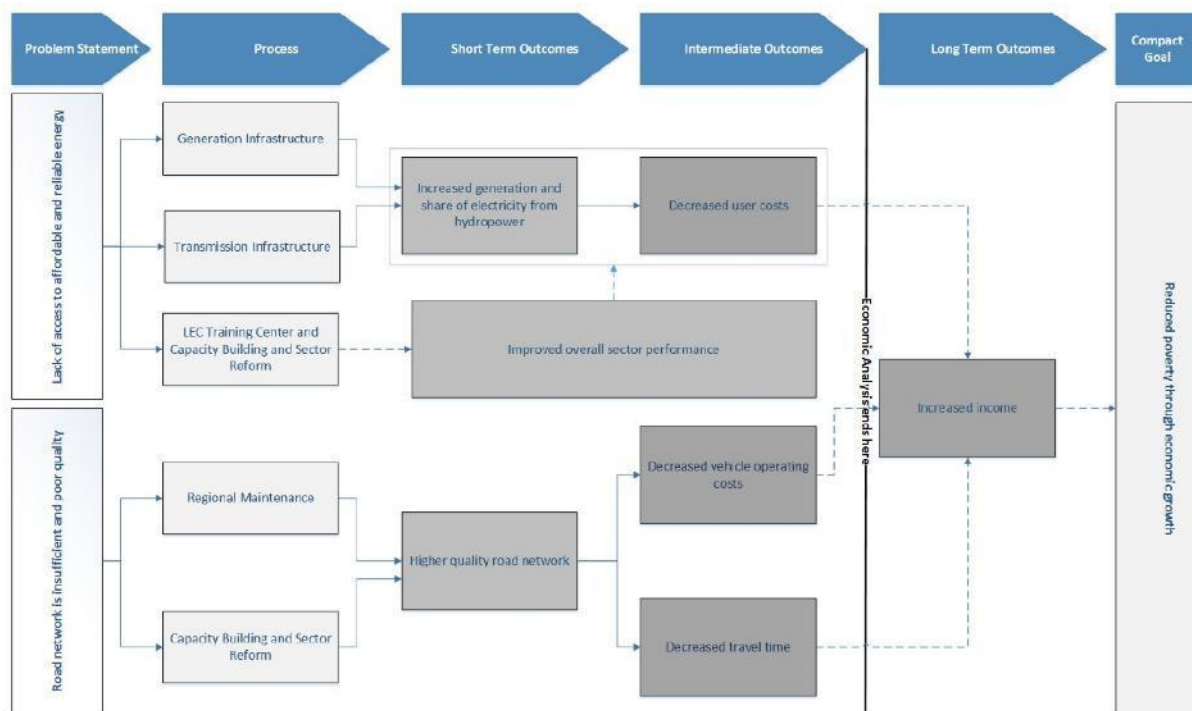 Problem Statement
Process
Short Term Outcomes
Intermediate Outcomes
Long Term Outcomes
Compact
Goal
Lack of access to affordable and reliable energy
Generation Infrastructure
Transmission Infrastructure
LEC Training Center and
Capacity Building and Sector
Reform
Increased generation and
share of electricity from
hydropower
Decreased user costs
Improved overall sector performance
Road network is insufficient and poor quality
Regional Maintenance
Capacity Building and Sector
Reform
Higher quality road network
Decreased vehicle operating
costs
Decreased travel time
Economic Analysis ends here
Increased income
Reduced poverty through economic growth